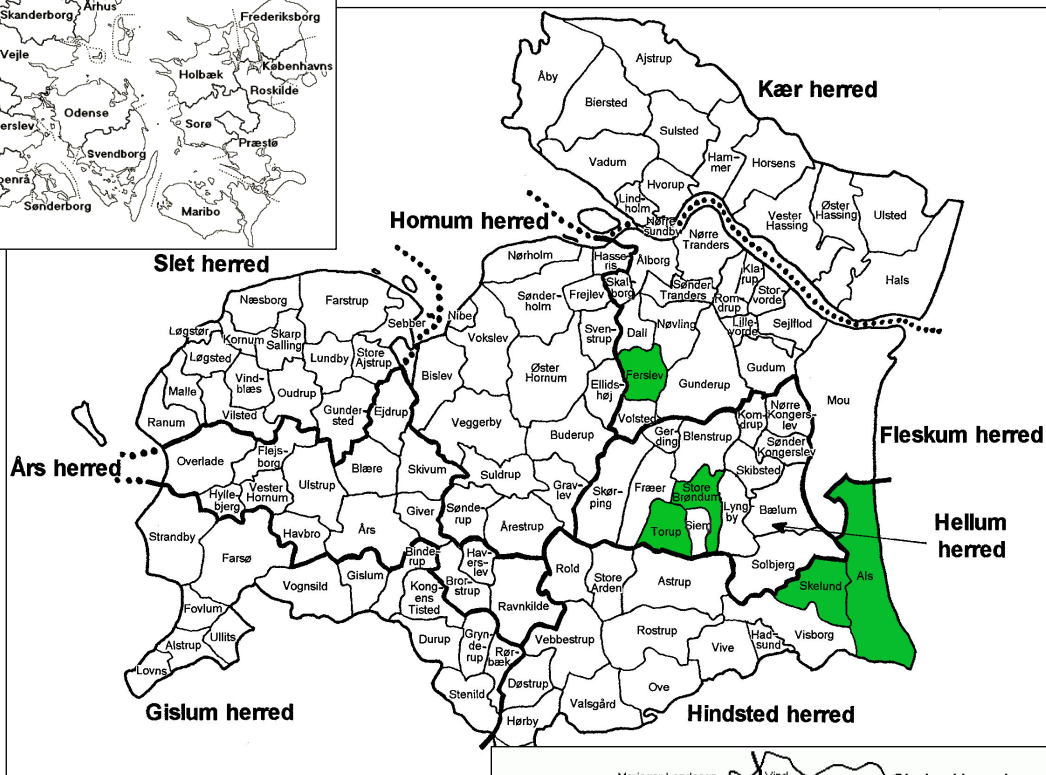 Århus
Skanderborg
Frederiksborg
Vejle
Københavns
Holbæk
Roskilde
Odense
erslev
Sorø
Præstø
Svendborg
benrå
Sønderborg
Maribo
Kær herred
Åby
Ajstrup
Biersted
Sulsted
Vadum
Ham-
mer
Horsens
Hvorup
Lind-
holm
Nørre
sundby
Vester
Hassing
Øster
Hassing
Ulsted
Hals
Hornum herred
Nørholm
Hasse-
ris
Ålborg
Nørre
Tranders
Skal-
borg
Sønder
Tranders
Kla-
rup
Stor-
vorde
Rom-
drup
Lille-
vorde
Sejlflod
Sønder-
holm
Frejlev
Nibe
Sven-
strup
Dall
Nøvling
Vokslev
Øster
Hornum
Ferslev
Gunderup
Gudum
Mou
Bislev
Ellids-
høj
Volsted
Veggerby
Buderup
Slet herred
Næsborg
Farstrup
Sebber
Løgstør
Kornum
Skarp
Salling
Løgsted
Lundby
Store
Ajstrup
Malle
Vind-
blæs
Oudrup
Ranum
Vilsted
Gunder-
sted
Ejdrup
Fleskum herred
Kom-
drup
Nørre
Kongers-
lev
Ger-
ding
Blenstrup
Sønder
Kongerslev
Skibsted
Års herred
Overlade
Flejs-
borg
Blære
Skivum
Suldrup
Grav-
lev
Skør-
ping
Fræer
Store
Brøndum
Lyng-
by
Bælum
Hylle-
bjerg
Vester
Hornum
Ulstrup
Giver
Sønde-
rup
Årestrup
Torup
Siem
Hellum
herred
Strandby
Havbro
Års
Farsø
Binde-
rup
Hav-
ers-
lev
Rold
Store
Arden
Astrup
Solbjerg
Skelund
Als
Vognsild
Gislum
Kong-
ens
Tisted
Bror-
strup
Ravnkilde
Fovlum
Alstrup
Ullits
Lovns
Durup
Gryn-
de-
rup
Rør-
bæk
Vebbestrup
Rostrup
Vive
Had-
sund
Visborg
Stenild
Døstrup
Valsgård
Ove
Hørby
Gislum herred
Hindsted herred
Vind